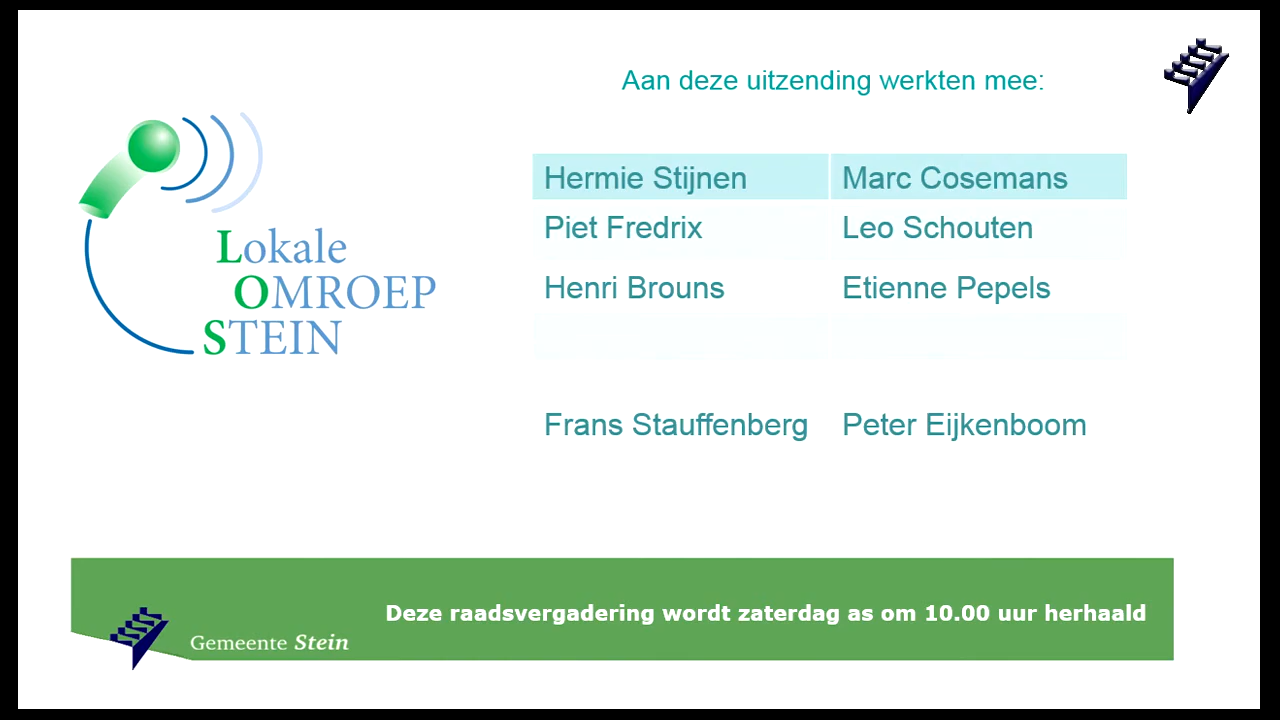 Aan deze uitzending werkten mee:
Lokale
OMROEP
STEIN
Hermie Stijnen Marc Cosemans
Piet Fredrix Leo Schouten
Henri Brouns Etienne Pepels
Frans Stauffenberg Peter Eijkenboom
Deze raadsvergadering wordt zaterdag as om 10.00 uur herhaald
Gemeente Stein